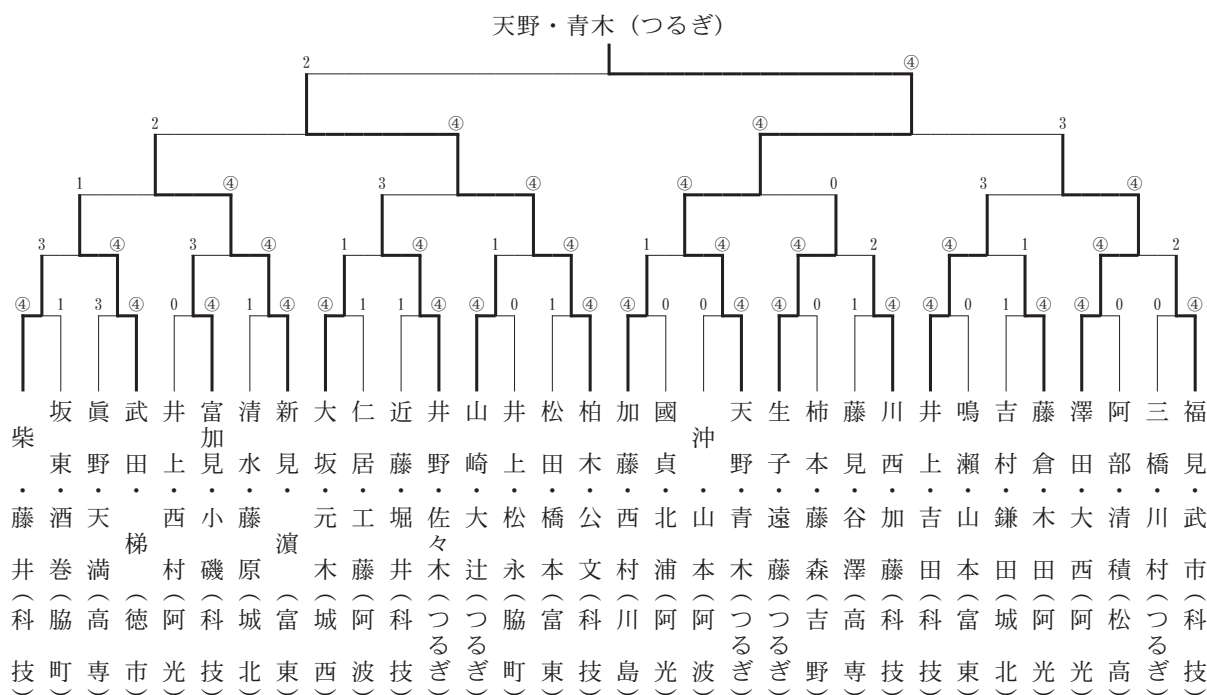 天野・青木（つるぎ）
2 ④
2 ④ ④ 3
1 ④ 3 ④ ④ 0 3 ④
3 ④ 3 ④ 1 ④ 1 ④ 1 ④ ④ 2 ④ 1 ④ 2
④ 1 3 ④ 0 ④ 1 ④ ④ 1 1 ④ ④ 0 1 ④ ④ 0 0 ④ ④ 0 1 ④ ④ 0 1 ④ ④ 0 0 ④
柴・藤井（科技）
坂東・酒巻（脇町）
眞野・天満（高専）
武田・梯（徳市）
井上・西村（阿光）
富加見・小磯（科技）
清水・藤原（城北）
新見・濵（富東）
大坂・元木（城西）
仁居・工藤（阿波）
近藤・堀井（科技）
井野・佐々木（つるぎ）
山崎・大辻（つるぎ）
井上・松永（脇町）
松田・橋本（富東）
柏木・公文（科技）
加藤・西村（川島）
國貞・北浦（阿光）
沖・山本（阿波）
天野・青木（つるぎ）
生子・遠藤（つるぎ）
柿本・藤森（吉野）
藤見・谷澤（高専）
川西・加藤（科技）
井上・吉田（科技）
鳴瀬・山本（富東）
吉村・鎌田（城北）
藤倉・木田（阿光）
澤田・大西（阿光）
阿部・清積（松高）
三橋・川村（つるぎ）
福見・武市（科技）